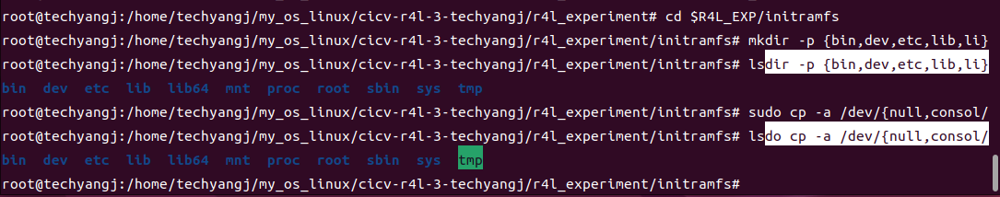 root@techyangj:/home/techyangj/my_os_linux/cicv-r4l-3-techyangj/r4l_experiment# cd $R4L_EXP/initramfs
root@techyangj:/home/techyangj/my_os_linux/cicv-r4l-3-techyangj/r4l_experiment/initramfs# mkdir -p {bin,dev,etc,lib,li}
root@techyangj:/home/techyangj/my_os_linux/cicv-r4l-3-techyangj/r4l_experiment/initramfs# lsdir -p {bin,dev,etc,lib,li}
bin dev etc lib lib64 mnt proc root sbin sys tmp
root@techyangj:/home/techyangj/my_os_linux/cicv-r4l-3-techyangj/r4l_experiment/initramfs# sudo cp -a /dev/{null,consol/
root@techyangj:/home/techyangj/my_os_linux/cicv-r4l-3-techyangj/r4l_experiment/initramfs# lsdo cp -a /dev/{null,consol/
bin dev etc lib lib64 mnt proc root sbin sys tmp
root@techyangj:/home/techyangj/my_os_linux/cicv-r4l-3-techyangj/r4l_experiment/initramfs#